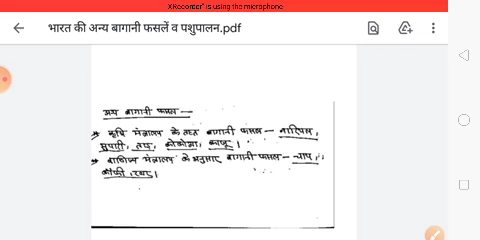 XRecorder" is using the microphone
भारत की अन्य बागानी फसलें व पशुपालन.pdf
अन्य बागानी फसल —
→ कृषि मंत्रालय के तहत बागानी फसल - नारियल,
सुपारी, ताड़, कोकोआ, काजू।
→ वाणिज्य मंत्रालय के अनुसार बागानी फसल - चाय,
कॉफी, रबर।